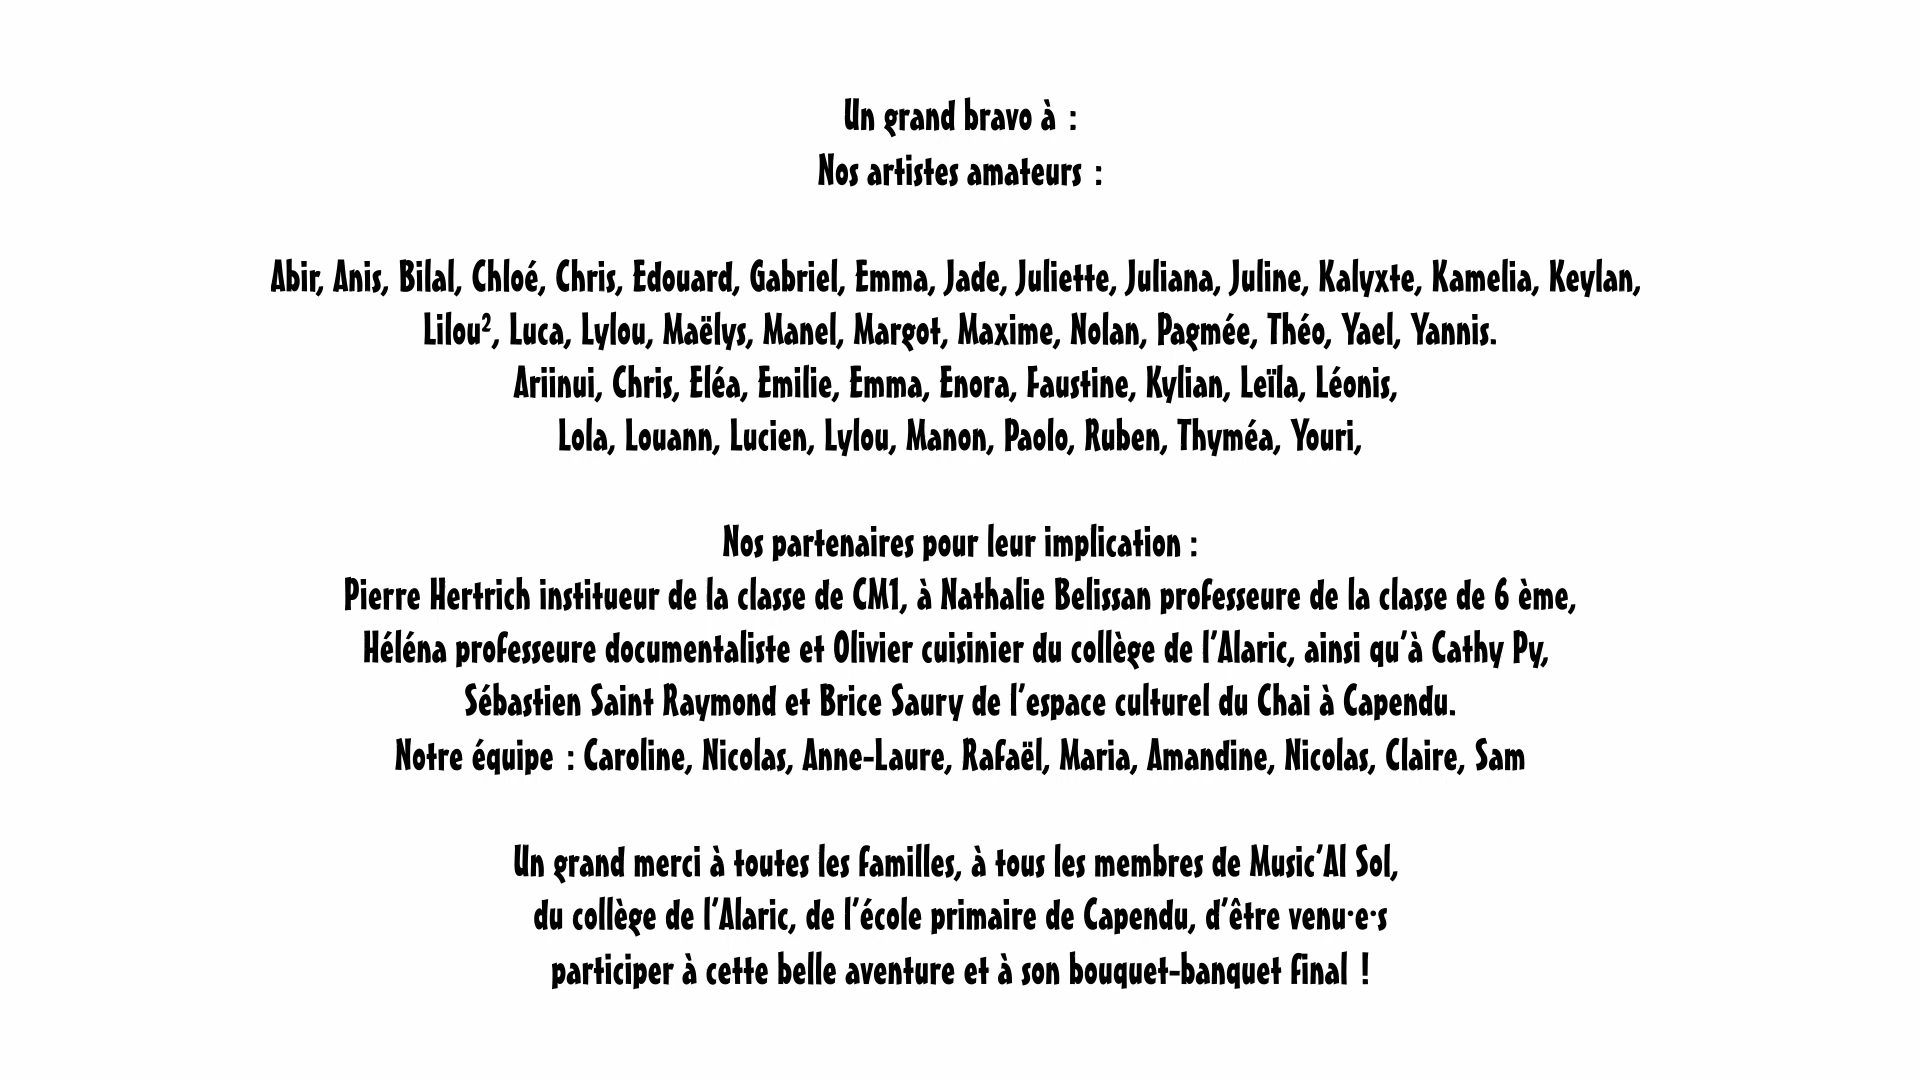 Un grand bravo à :
Nos artistes amateurs :
Abir, Anis, Bilal, Chloé, Chris, Edouard, Gabriel, Emma, Jade, Juliette, Juliana, Juline, Kalyxte, Kamelia, Keylan,
Lilou², Luca, Lylou, Maëlys, Manel, Margot, Maxime, Nolan, Pagmée, Théo, Yael, Yannis.
Ariinui, Chris, Eléa, Emilie, Emma, Enora, Faustine, Kylian, Leïla, Léonis,
Lola, Louann, Lucien, Lylou, Manon, Paolo, Ruben, Thyméa, Youri,
Nos partenaires pour leur implication :
Pierre Hertrich institueur de la classe de CM1, à Nathalie Belissan professeure de la classe de 6 ème,
Héléna professeure documentaliste et Olivier cuisinier du collège de l'Alaric, ainsi qu'à Cathy Py,
Sébastien Saint Raymond et Brice Saury de l'espace culturel du Chai à Capendu.
Notre équipe : Caroline, Nicolas, Anne-Laure, Rafaël, Maria, Amandine, Nicolas, Claire, Sam
Un grand merci à toutes les familles, à tous les membres de Music'Al Sol,
du collège de l'Alaric, de l'école primaire de Capendu, d'être venu·e·s
participer à cette belle aventure et à son bouquet-banquet final !